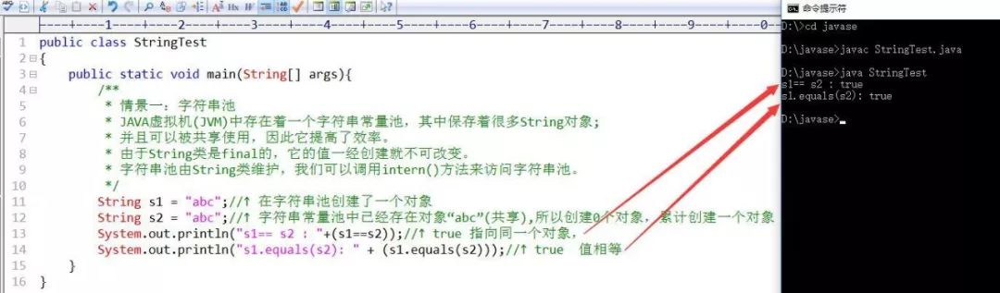 ----+----1----+----2----+----3----+----4----+----5----+----6----+----7----+----8----+----9----+----0--
1 public class StringTest
2 {
3 public static void main(String[] args){
4 /**
5 * 情景一：字符串池
6 * JAVA虚拟机(JVM)中存在着一个字符串常量池，其中保存着很多String对象;
7 * 并且可以被共享使用，因此它提高了效率。
8 * 由于String类是final的，它的值一经创建就不可改变。
9 * 字符串池由String类维护，我们可以调用intern()方法来访问字符串池。
10 */
11 String s1 = "abc";//↑ 在字符串池创建了一个对象
12 String s2 = "abc";//↑ 字符串常量池中已经存在对象“abc”(共享),所以创建0个对象，累计创建一个对象
13 System.out.println("s1== s2 : "+(s1==s2));//↑ true 指向同一个对象，
14 System.out.println("s1.equals(s2): " + (s1.equals(s2)));//↑ true 值相等
15 }
16 }
命令提示符
D:\>cd javase
D:\javase>javac StringTest.java
D:\javase>java StringTest
s1== s2 : true
s1.equals(s2): true
D:\javase>